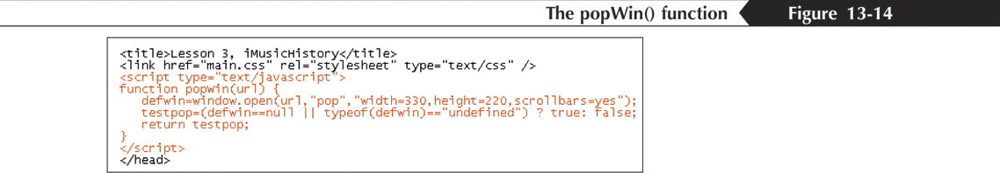 The popWin() function Figure 13-14
<title>Lesson 3, iMusicHistory</title>
<link href="main.css" rel="stylesheet" type="text/css" />
<script type="text/javascript">
function popWin(url) {
defwin=window.open(url,"pop","width=330,height=220,scrollbars=yes");
testpop=(defwin==null || typeof(defwin)=="undefined") ? true: false;
return testpop;
}
</script>
</head>